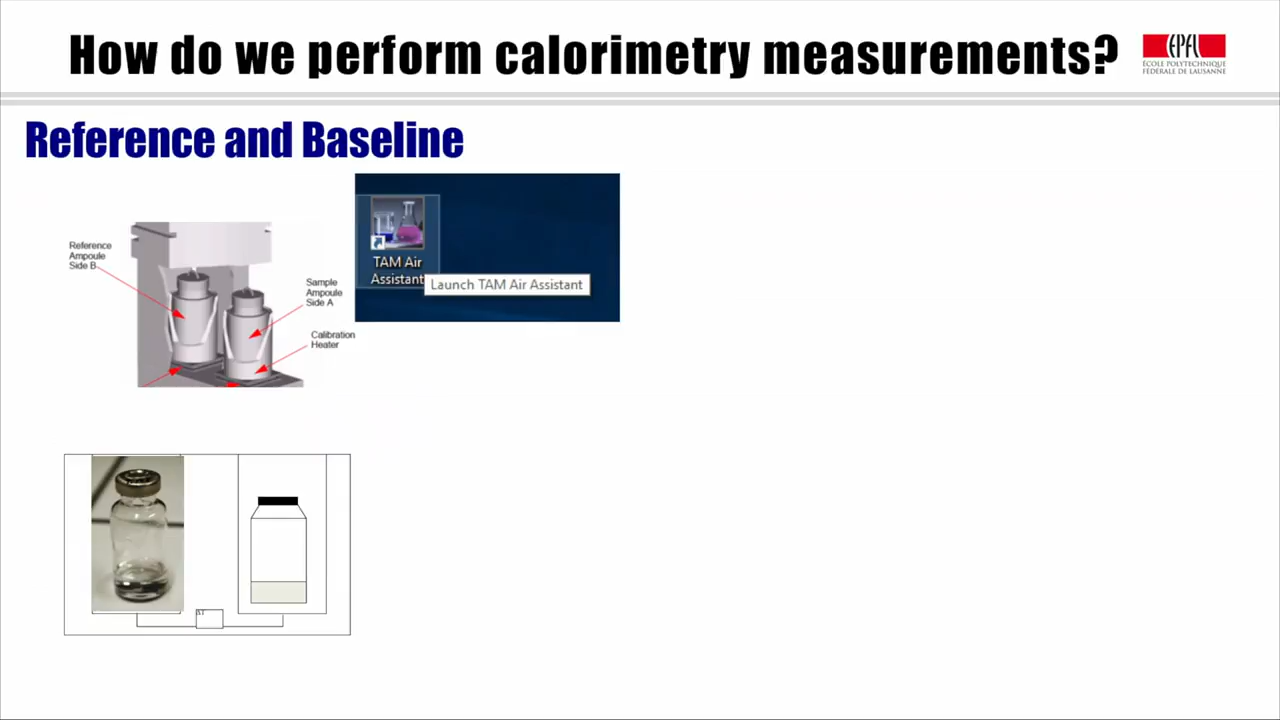 How do we perform calorimetry measurements?
EPFL
ÉCOLE POLYTECHNIQUE
FÉDÉRALE DE LAUSANNE
Reference and Baseline
Reference
Ampoule
Side B
Sample
Ampoule
Side A
Calibration
Heater
TAM Air
Assistant
Launch TAM Air Assistant
ΔT